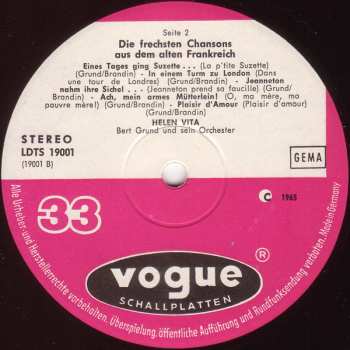 Seite 2
Die frechsten Chansons
aus dem alten Frankreich
Eines Tages ging Suzette . . . (La p'tite Suzette)
(Grund/Brandin) - In einem Turm zu London (Dans
une tour de Londres) (Grund/Brandin) - Jeanneton
nahm ihre Sichel . . . (Jeanneton prend sa faucille) (Grund/
Brandin) - Ach, mein armes Mütterlein! (O, ma mère, ma
pauvre mère!) (Grund/Brandin) - Plaisir d'Amour (Plaisir d'amour)
(Grund/Brandin)
HELEN VITA
Bert Grund und sein Orchester
STEREO
LDTS 19001
(19001 B)
GEMA
33
C 1965
vogue ®
SCHALLPLATTEN
Alle Urheber- und Herstellerrechte vorbehalten. Überspielung, öffentliche Aufführung und Rundfunksendung verboten. Made in Germany.